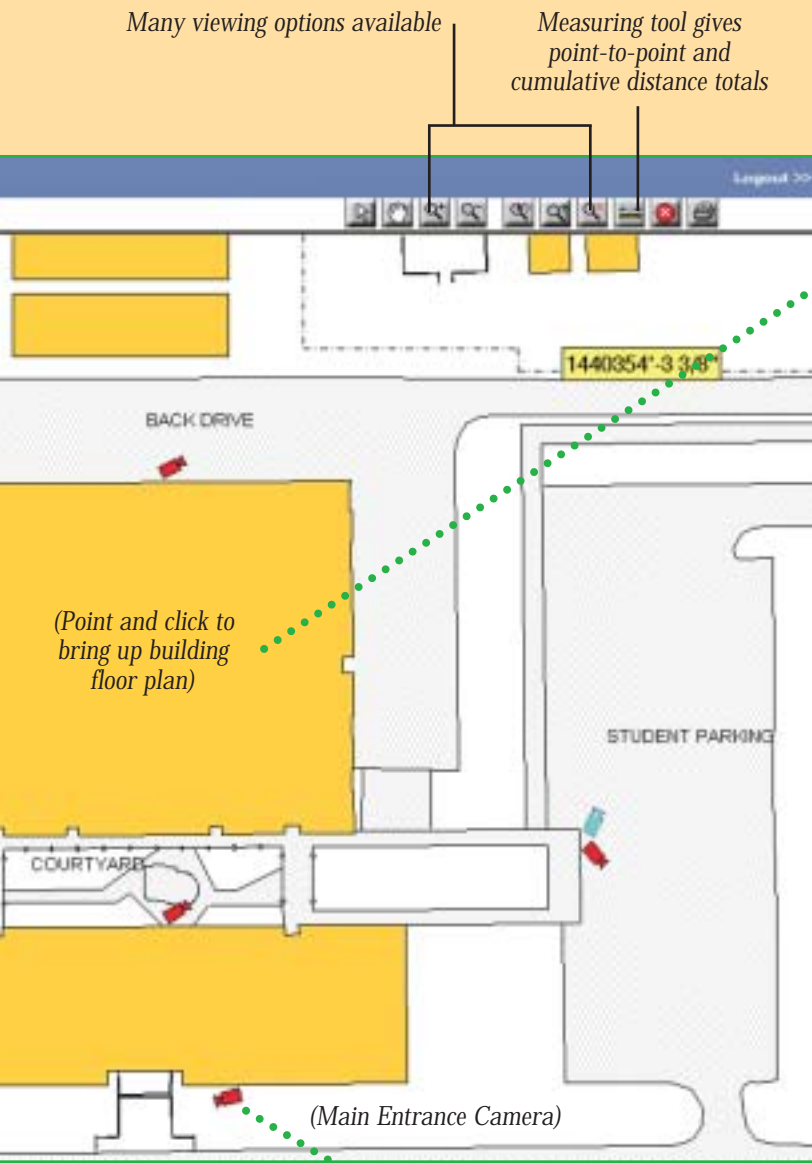 Many viewing options available
Measuring tool gives
point-to-point and
cumulative distance totals
Logout >>
1440354'-3 3/8"
BACK DRIVE
(Point and click to
bring up building
floor plan)
STUDENT PARKING
COURTYARD
(Main Entrance Camera)